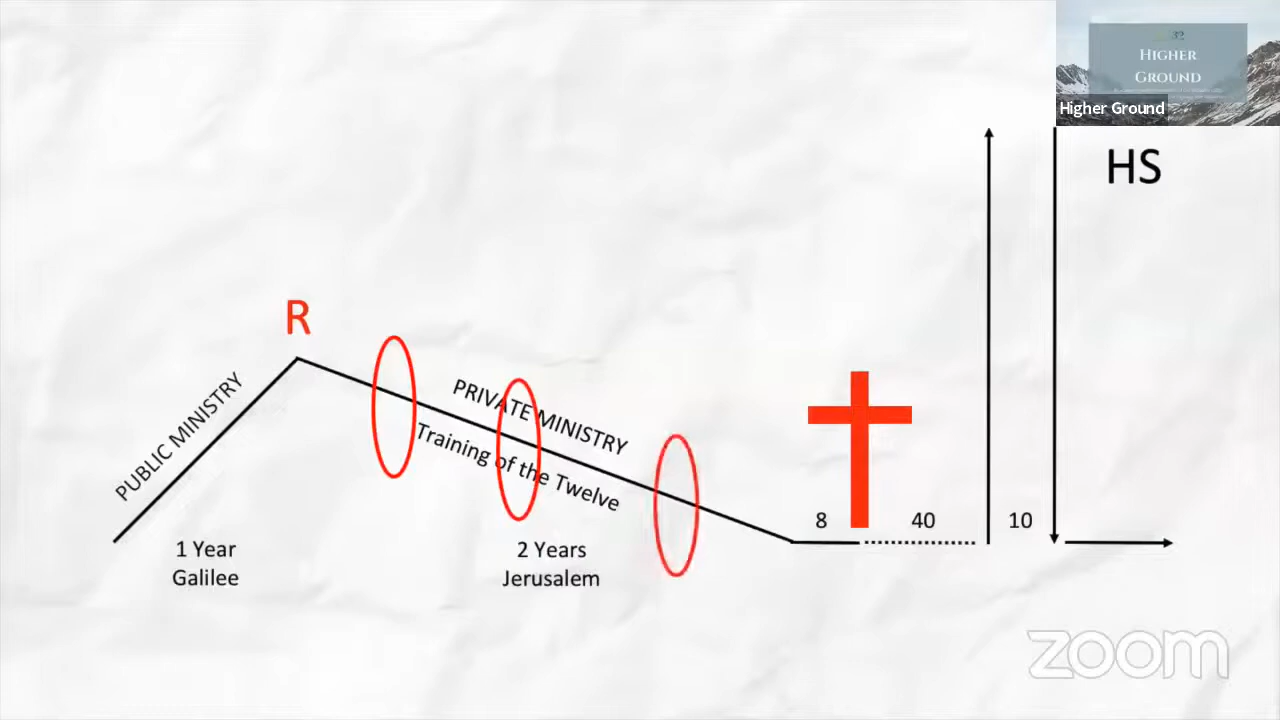 32
HIGHER
GROUND
Higher Ground
HS
R
PUBLIC MINISTRY
PRIVATE MINISTRY
Training of the Twelve
8
40
10
1 Year
Galilee
2 Years
Jerusalem
zoom